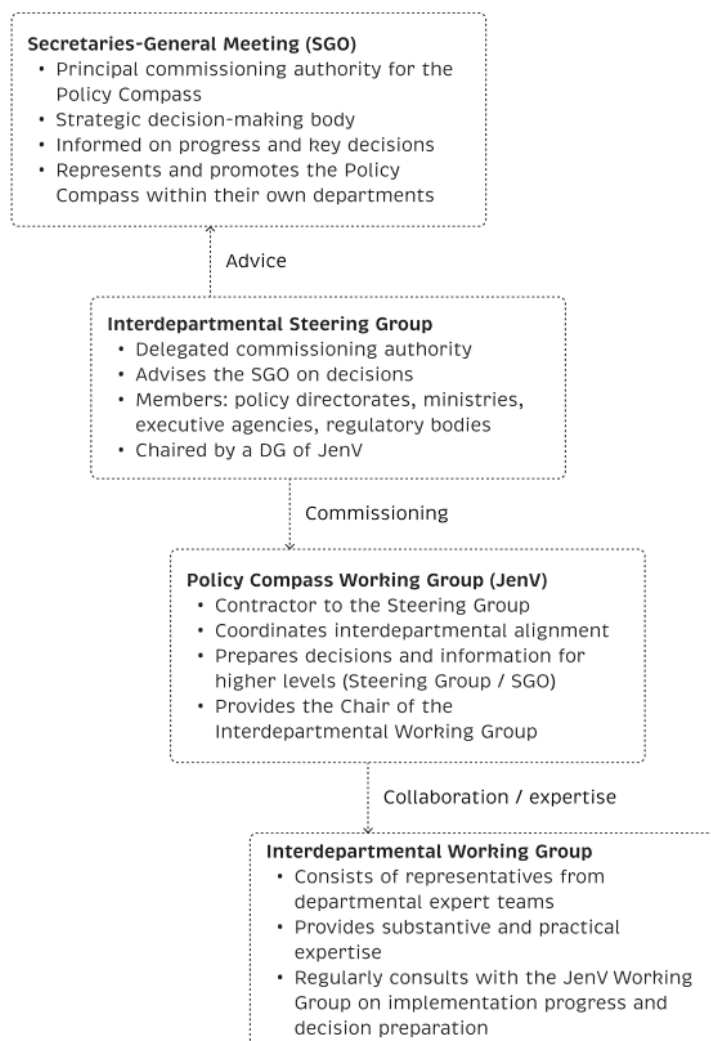 Secretaries-General Meeting (SGO)
• Principal commissioning authority for the
Policy Compass
• Strategic decision-making body
• Informed on progress and key decisions
• Represents and promotes the Policy
Compass within their own departments
Advice
Interdepartmental Steering Group
• Delegated commissioning authority
• Advises the SGO on decisions
• Members: policy directorates, ministries,
executive agencies, regulatory bodies
• Chaired by a DG of JenV
Commissioning
Policy Compass Working Group (JenV)
• Contractor to the Steering Group
• Coordinates interdepartmental alignment
• Prepares decisions and information for
higher levels (Steering Group / SGO)
• Provides the Chair of the
Interdepartmental Working Group
Collaboration / expertise
Interdepartmental Working Group
• Consists of representatives from
departmental expert teams
• Provides substantive and practical
expertise
• Regularly consults with the JenV Working
Group on implementation progress and
decision preparation